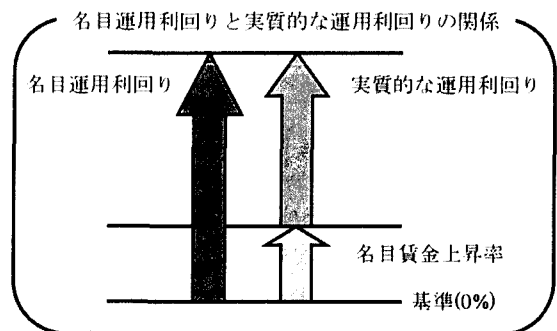 名目運用利回りと実質的な運用利回りの関係
名目運用利回り
実質的な運用利回り
名目賃金上昇率
基準(0%)